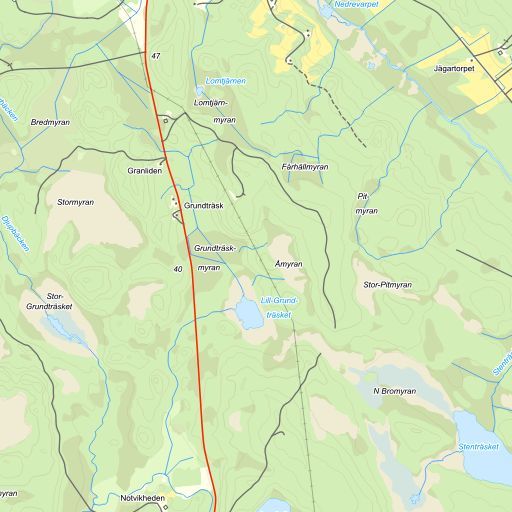 Nedrevarpet
47
Jägartorpet
Lomtjärnen
Lomtjärn-
myran
Bredmyran
Djupbäcken
Granliden
Färhällmyran
Stormyran
Grundträsk
Pit
myran
Grundträsk-
myran
40
Åmyran
Stor-Pitmyran
Stor-
Grundträsket
Lill-Grund-
träsket
N Bromyran
Stenträsket
Notvikheden
myran